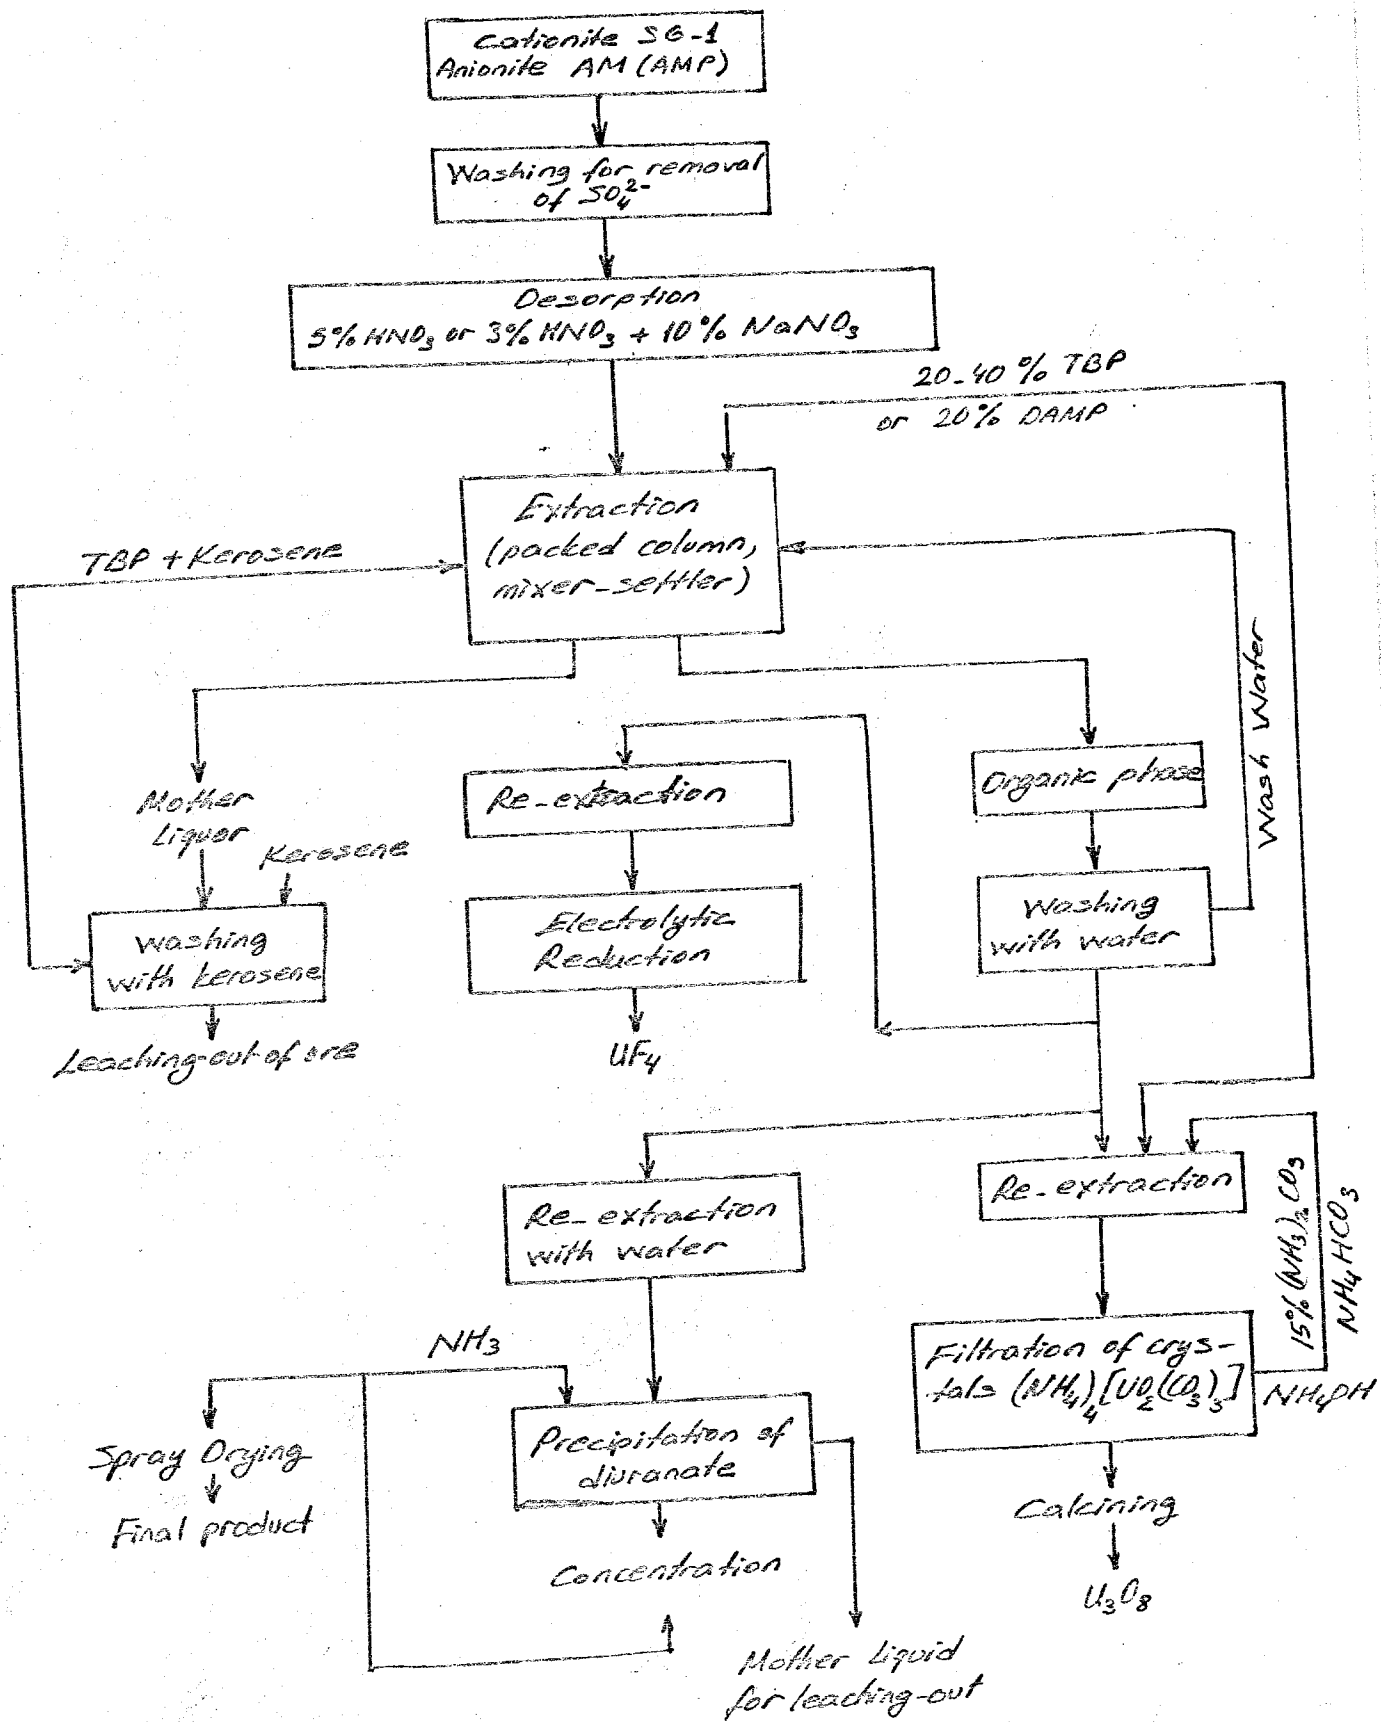 Cationite SG-1
Anionite AM (AMP)
Washing for removal
of SO₄²⁻
Desorption
5% HNO₃ or 3% HNO₃ + 10% NaNO₃
20-40% TBP
or 20% DAMP
Extraction
(packed column,
mixer-settler)
TBP + Kerosene
Wash Water
Mother
Liquor
Kerosene
Re-extraction
Organic phase
Washing
with kerosene
Electrolytic
Reduction
Washing
with water
Leaching-out of ore
UF₄
Re-extraction
with water
Re-extraction
15% (NH₃)₂CO₃
NH₄HCO₃
NH₃
Filtration of crys-
tals (NH₄)₄[UO₂(CO₃)₃]
NH₄OH
Spray Drying
Final product
Precipitation of
diuranate
Calcining
Concentration
U₃O₈
Mother Liquid
for leaching-out